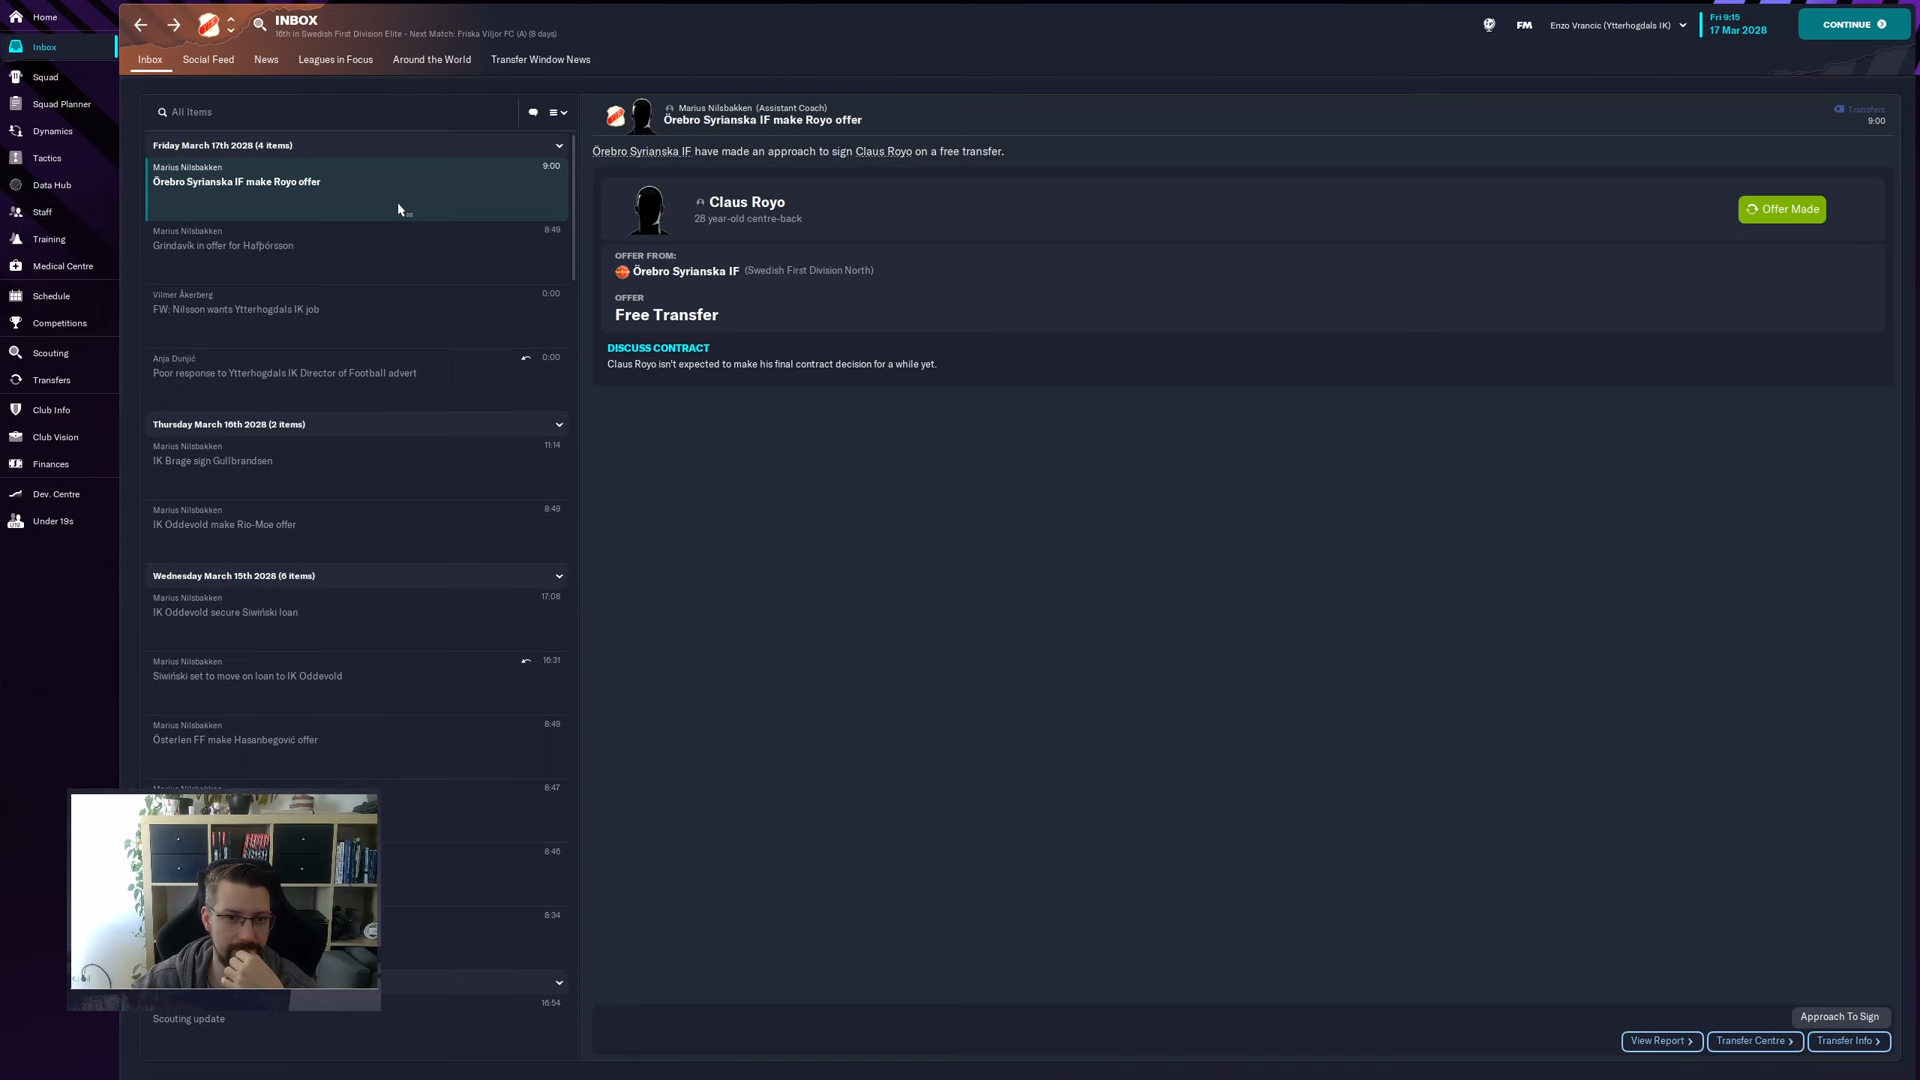 Home
Inbox
Squad
Squad Planner
Dynamics
Tactics
Data Hub
Staff
Training
Medical Centre
Schedule
Competitions
Scouting
Transfers
Club Info
Club Vision
Finances
Dev. Centre
Under 19s
INBOX
16th in Swedish First Division Elite - Next Match: Friska Viljor FC (A) (8 days)
FM
Enzo Vrancic (Ytterhogdals IK)
Fri 9:15
17 Mar 2028
CONTINUE
Inbox
Social Feed
News
Leagues in Focus
Around the World
Transfer Window News
All Items
Friday March 17th 2028 (4 items)
Marius Nilsbakken 9:00
Örebro Syrianska IF make Royo offer
Marius Nilsbakken 8:49
Grindavík in offer for Hafþórsson
Vilmer Åkerberg 0:00
FW: Nilsson wants Ytterhogdals IK job
Anja Dunjić 0:00
Poor response to Ytterhogdals IK Director of Football advert
Thursday March 16th 2028 (2 items)
Marius Nilsbakken 11:14
IK Brage sign Gullbrandsen
Marius Nilsbakken 8:49
IK Oddevold make Rio-Moe offer
Wednesday March 15th 2028 (6 items)
Marius Nilsbakken 17:08
IK Oddevold secure Siwiński loan
Marius Nilsbakken 16:31
Siwiński set to move on loan to IK Oddevold
Marius Nilsbakken 8:49
Österlen FF make Hasanbegović offer
8:47
8:46
8:34
16:54
Scouting update
Marius Nilsbakken (Assistant Coach)
Örebro Syrianska IF make Royo offer
Transfers
9:00
Örebro Syrianska IF have made an approach to sign Claus Royo on a free transfer.
Claus Royo
28 year-old centre-back
Offer Made
OFFER FROM:
Örebro Syrianska IF (Swedish First Division North)
OFFER
Free Transfer
DISCUSS CONTRACT
Claus Royo isn't expected to make his final contract decision for a while yet.
Approach To Sign
View Report
Transfer Centre
Transfer Info